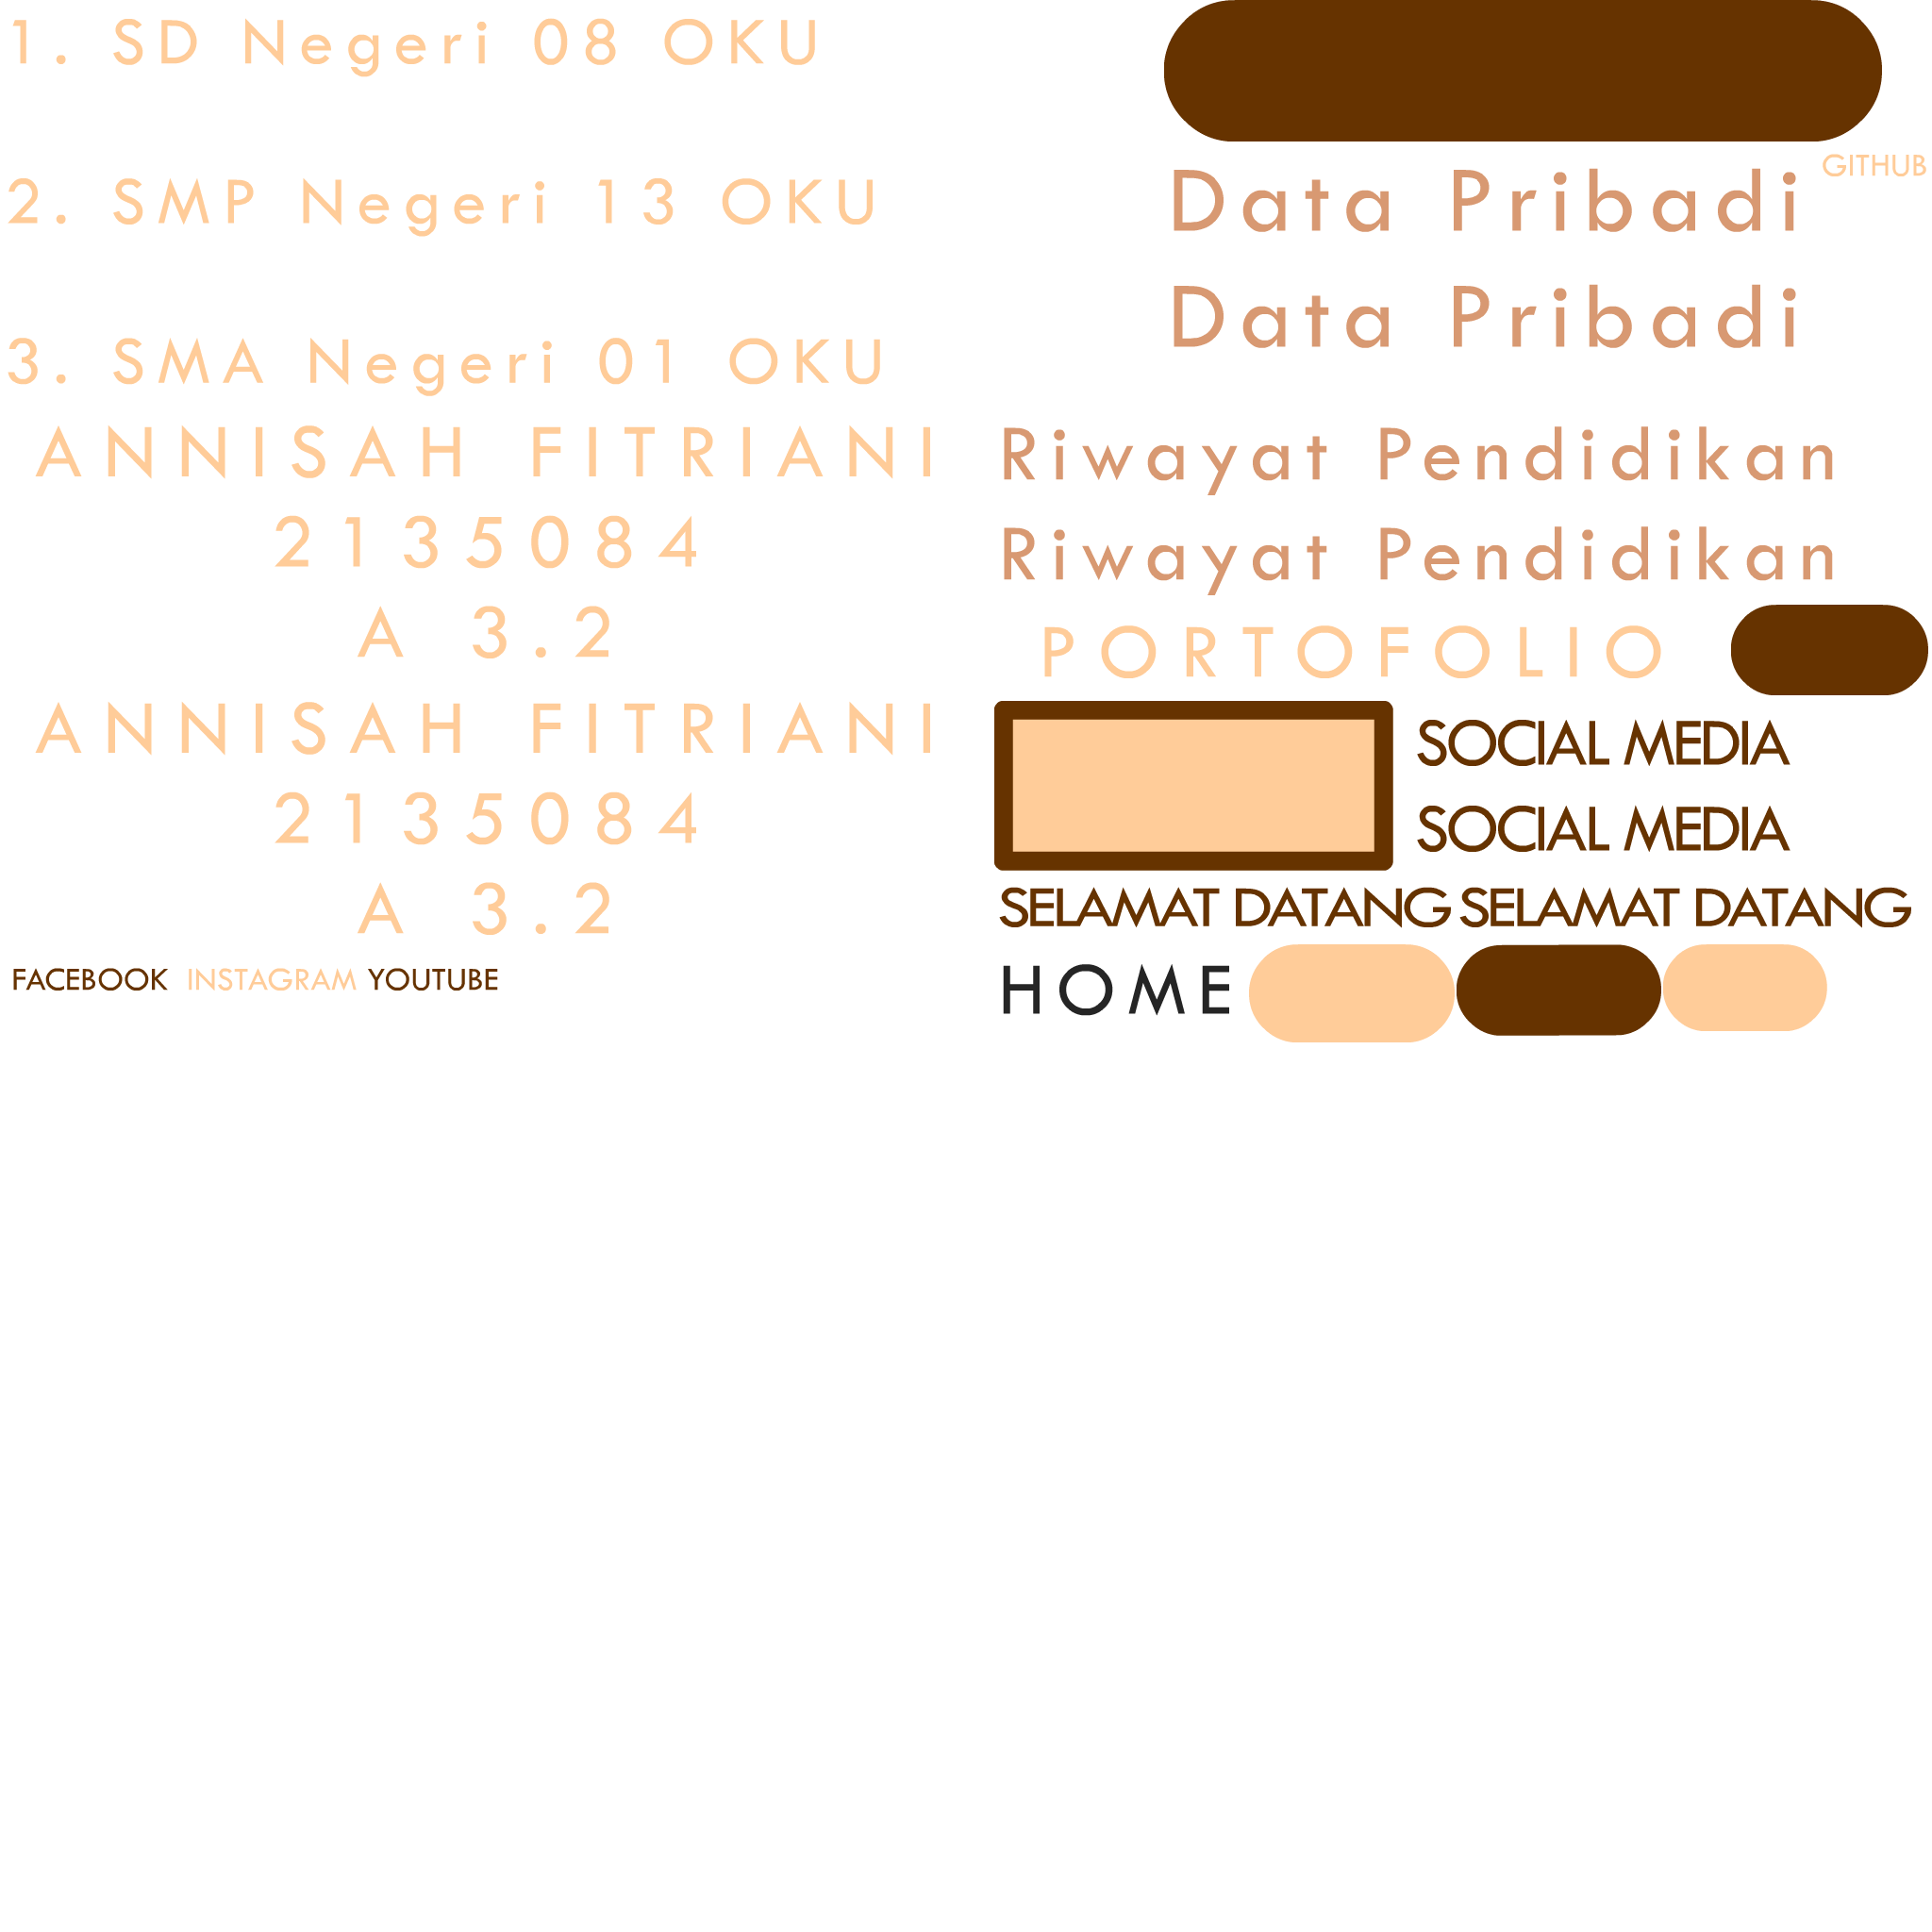 1. SD Negeri 08 OKU
2. SMP Negeri 13 OKU
3. SMA Negeri 01 OKU
ANNISAH FITRIANI
2135084
A 3.2
ANNISAH FITRIANI
2135084
A 3.2
FACEBOOK INSTAGRAM YOUTUBE
GITHUB
Data Pribadi
Data Pribadi
Riwayat Pendidikan
Riwayat Pendidikan
PORTOFOLIO
SOCIAL MEDIA
SOCIAL MEDIA
SELAMAT DATANG SELAMAT DATANG
HOME